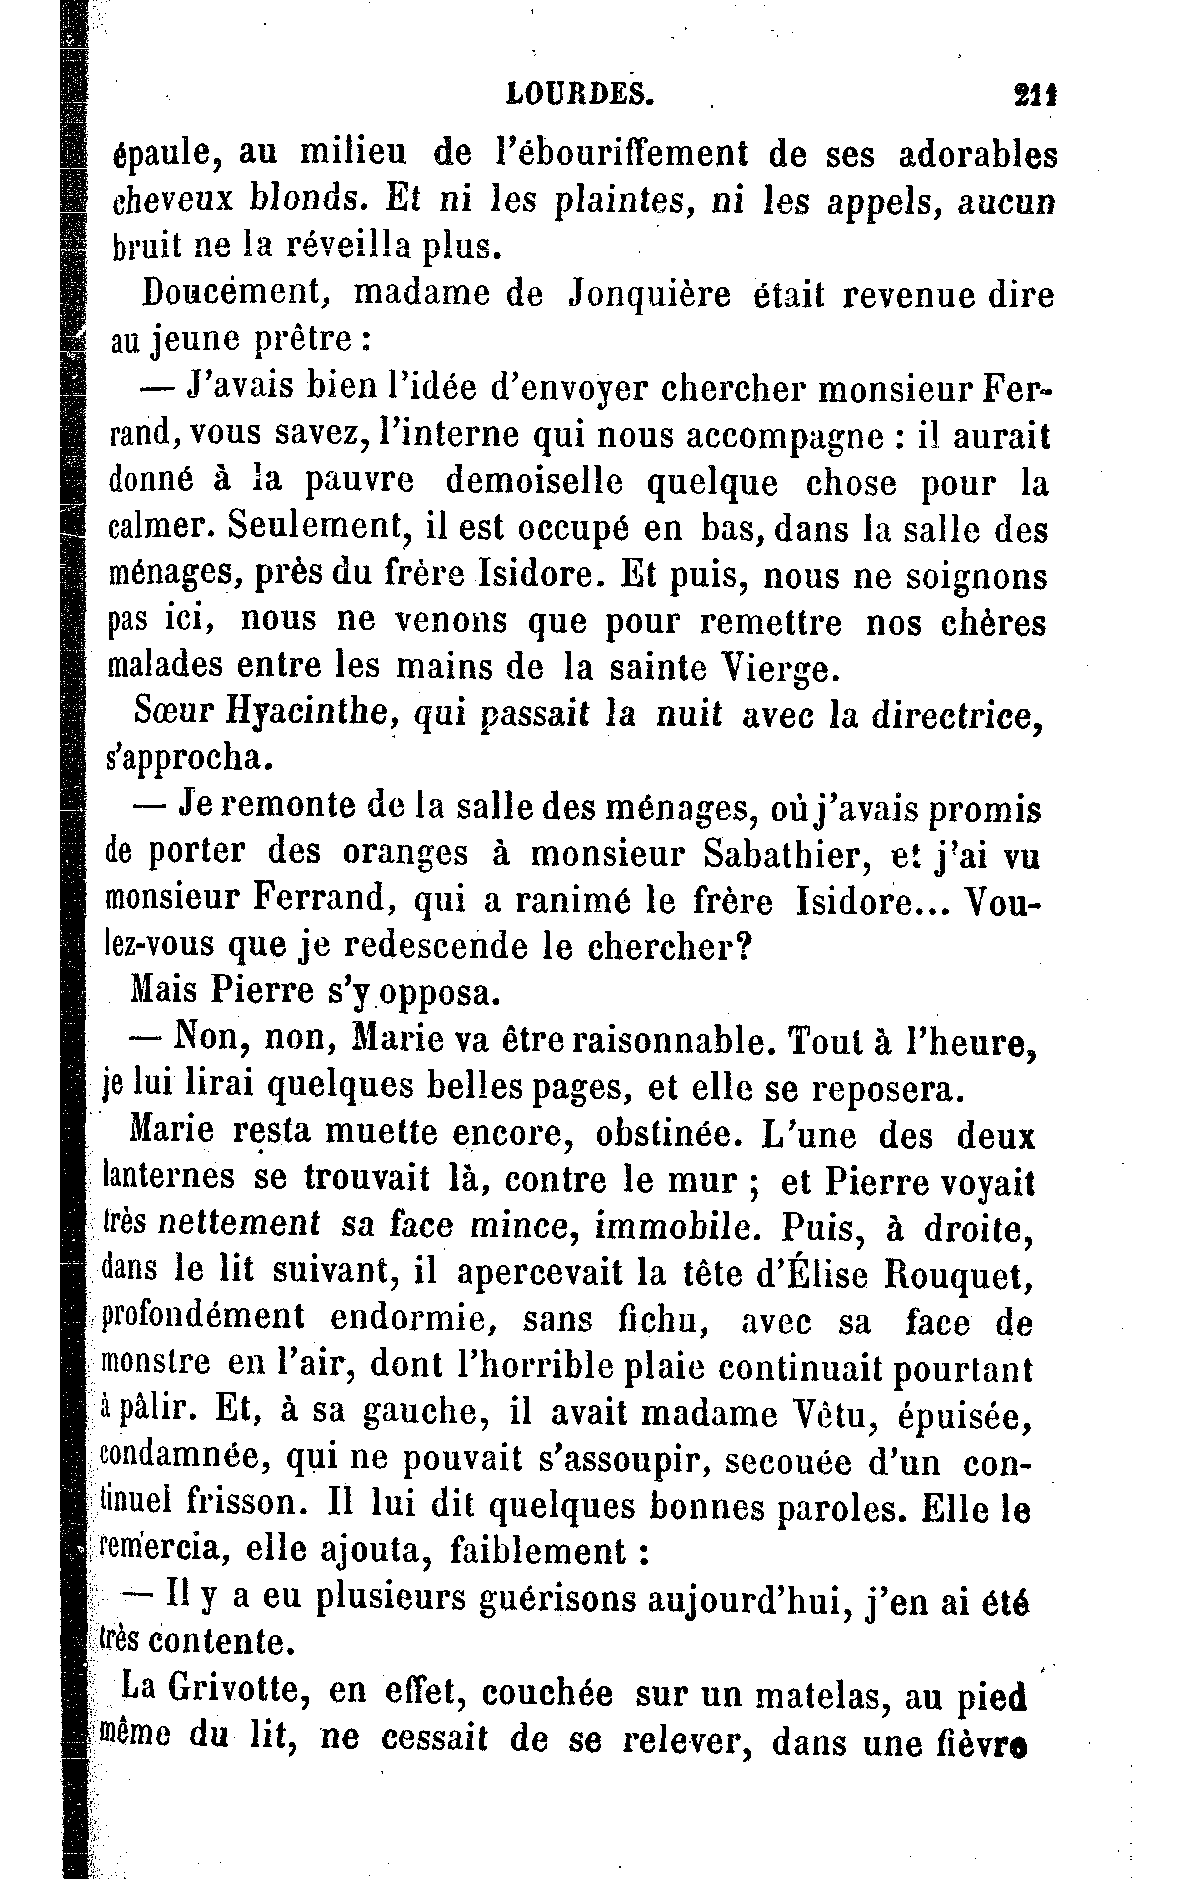 LOURDES. 211
épaule, au milieu de l'ébouriffement de ses adorables
cheveux blonds. Et ni les plaintes, ni les appels, aucun
bruit ne la réveilla plus.
Doucement, madame de Jonquière était revenue dire
au jeune prêtre :
— J'avais bien l'idée d'envoyer chercher monsieur Fer-
rand, vous savez, l'interne qui nous accompagne : il aurait
donné à la pauvre demoiselle quelque chose pour la
calmer. Seulement, il est occupé en bas, dans la salle des
ménages, près du frère Isidore. Et puis, nous ne soignons
pas ici, nous ne venons que pour remettre nos chères
malades entre les mains de la sainte Vierge.
Sœur Hyacinthe, qui passait la nuit avec la directrice,
s'approcha.
— Je remonte de la salle des ménages, où j'avais promis
de porter des oranges à monsieur Sabathier, et j'ai vu
monsieur Ferrand, qui a ranimé le frère Isidore... Vou-
lez-vous que je redescende le chercher?
Mais Pierre s'y opposa.
— Non, non, Marie va être raisonnable. Tout à l'heure,
je lui lirai quelques belles pages, et elle se reposera.
Marie resta muette encore, obstinée. L'une des deux
lanternes se trouvait là, contre le mur ; et Pierre voyait
très nettement sa face mince, immobile. Puis, à droite,
dans le lit suivant, il apercevait la tête d'Élise Rouquet,
profondément endormie, sans fichu, avec sa face de
monstre en l'air, dont l'horrible plaie continuait pourtant
à pâlir. Et, à sa gauche, il avait madame Vêtu, épuisée,
condamnée, qui ne pouvait s'assoupir, secouée d'un con-
tinuel frisson. Il lui dit quelques bonnes paroles. Elle le
remercia, elle ajouta, faiblement :
— Il y a eu plusieurs guérisons aujourd'hui, j'en ai été
très contente.
La Grivotte, en effet, couchée sur un matelas, au pied
même du lit, ne cessait de se relever, dans une fièvre